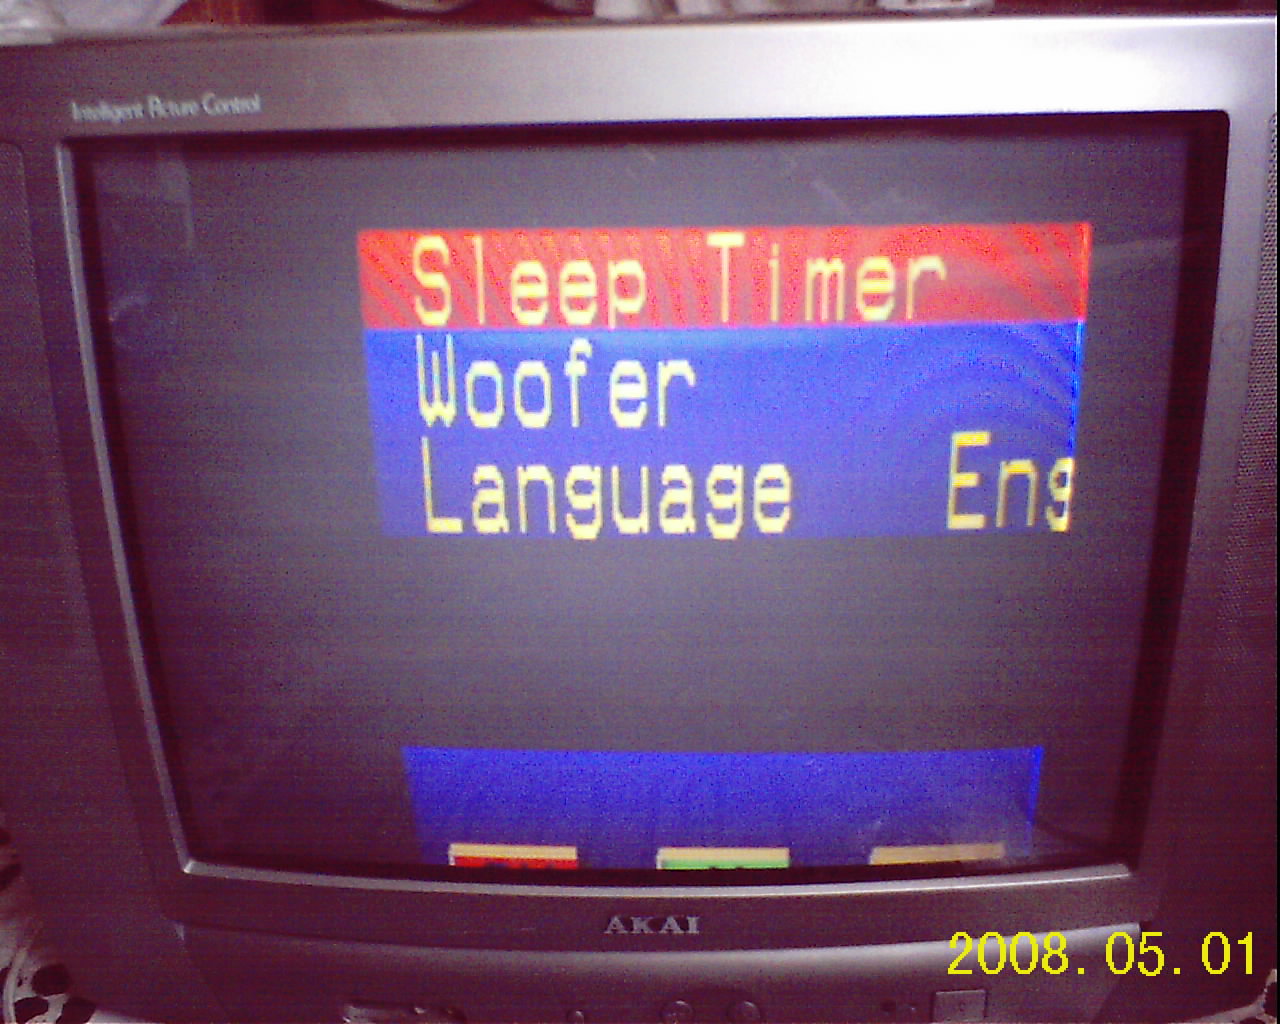 Intelligent Picture Control
Sleep Timer
Woofer
Language Eng
AKAI
2008.05.01